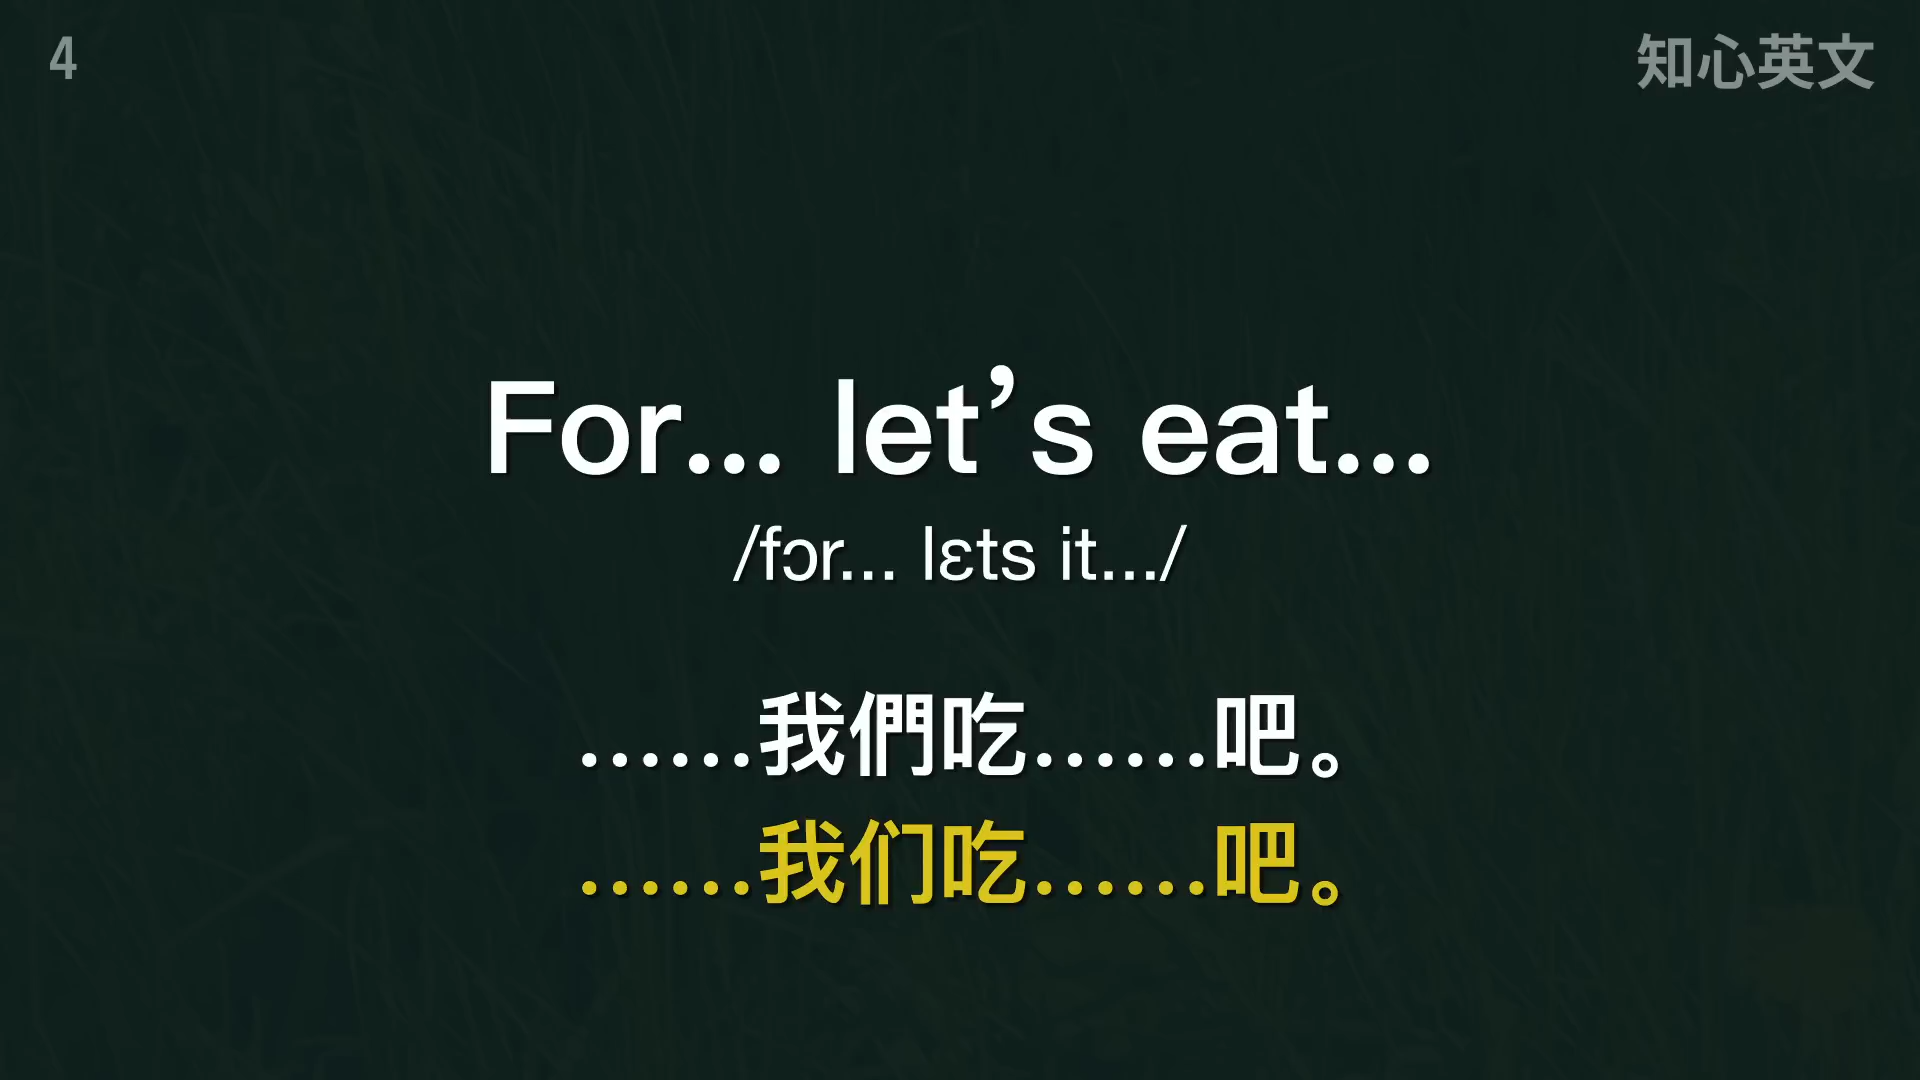 4
知心英文
For... let’s eat...
/fɔr... lɛts it.../
……我們吃……吧。
……我们吃……吧。